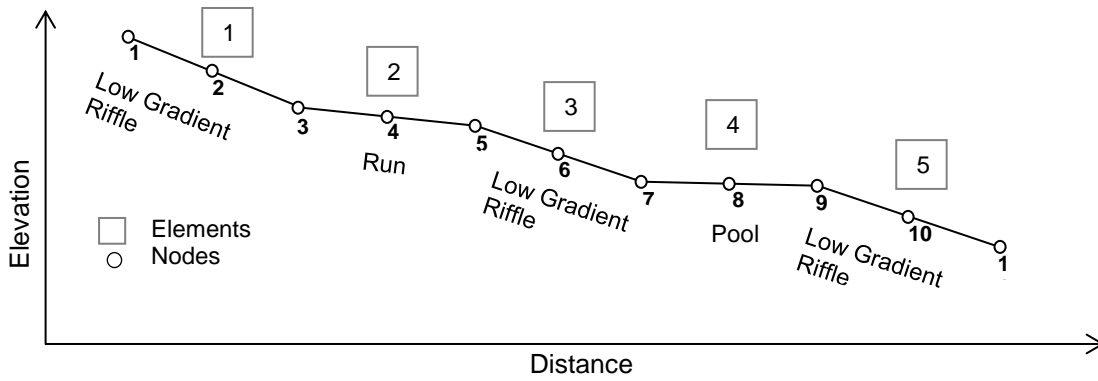 1
2
3
4
5
1
2
3
4
5
6
7
8
9
10
1
Low Gradient
Riffle
Run
Low Gradient
Riffle
Pool
Low Gradient
Riffle
Elements
Nodes
Elevation
Distance